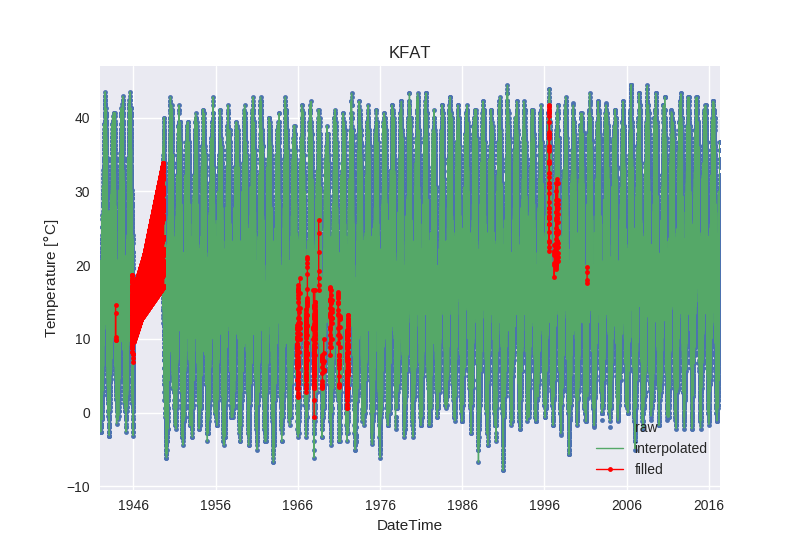 KFAT
40
30
20
10
0
−10
Temperature [°C]
raw
interpolated
filled
1946 1956 1966 1976 1986 1996 2006 2016
DateTime